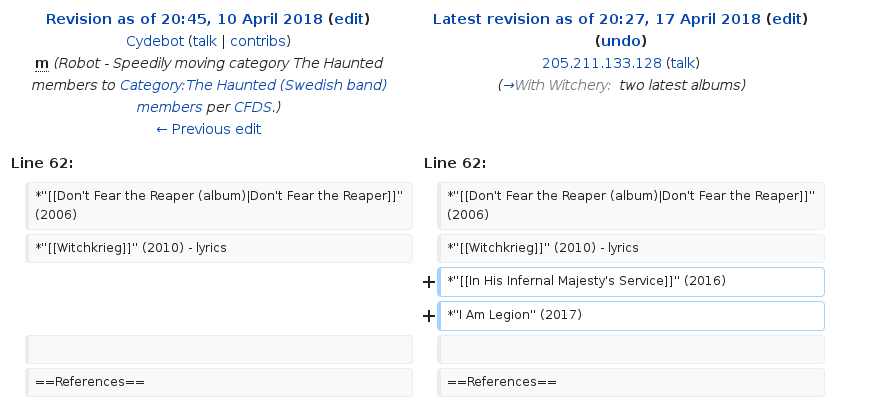 Revision as of 20:45, 10 April 2018 (edit)
Cydebot (talk | contribs)
m (Robot - Speedily moving category The Haunted
members to Category:The Haunted (Swedish band)
members per CFDS.)
← Previous edit
Latest revision as of 20:27, 17 April 2018 (edit)
(undo)
205.211.133.128 (talk)
(→With Witchery: two latest albums)
Line 62:
Line 62:
*''[[Don't Fear the Reaper (album)|Don't Fear the Reaper]]''
(2006)
*''[[Don't Fear the Reaper (album)|Don't Fear the Reaper]]''
(2006)
*''[[Witchkrieg]]'' (2010) - lyrics
*''[[Witchkrieg]]'' (2010) - lyrics
+ *''[[In His Infernal Majesty's Service]]'' (2016)
+ *''I Am Legion'' (2017)
==References==
==References==